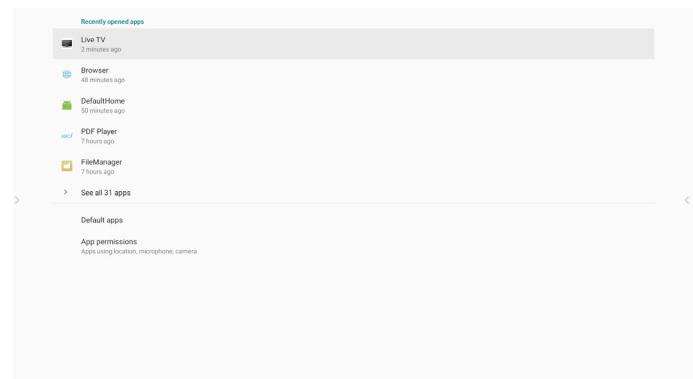 Recently opened apps
Live TV
2 minutes ago
Browser
48 minutes ago
DefaultHome
50 minutes ago
PDF Player
7 hours ago
FileManager
7 hours ago
See all 31 apps
Default apps
App permissions
Apps using location, microphone, camera